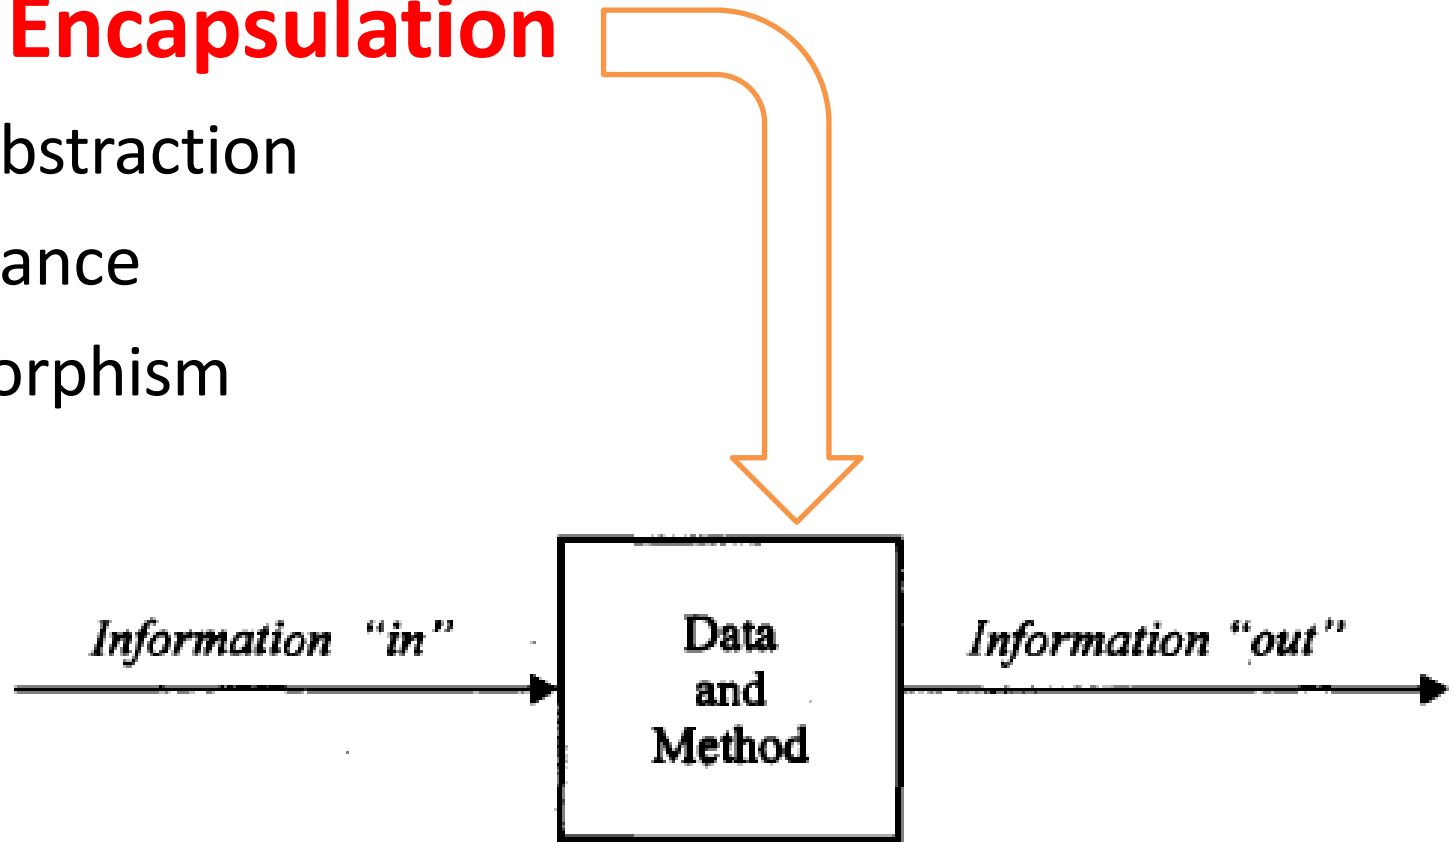 Encapsulation
bstraction
ance
orphism
Information "in"
Data
and
Method
Information "out"